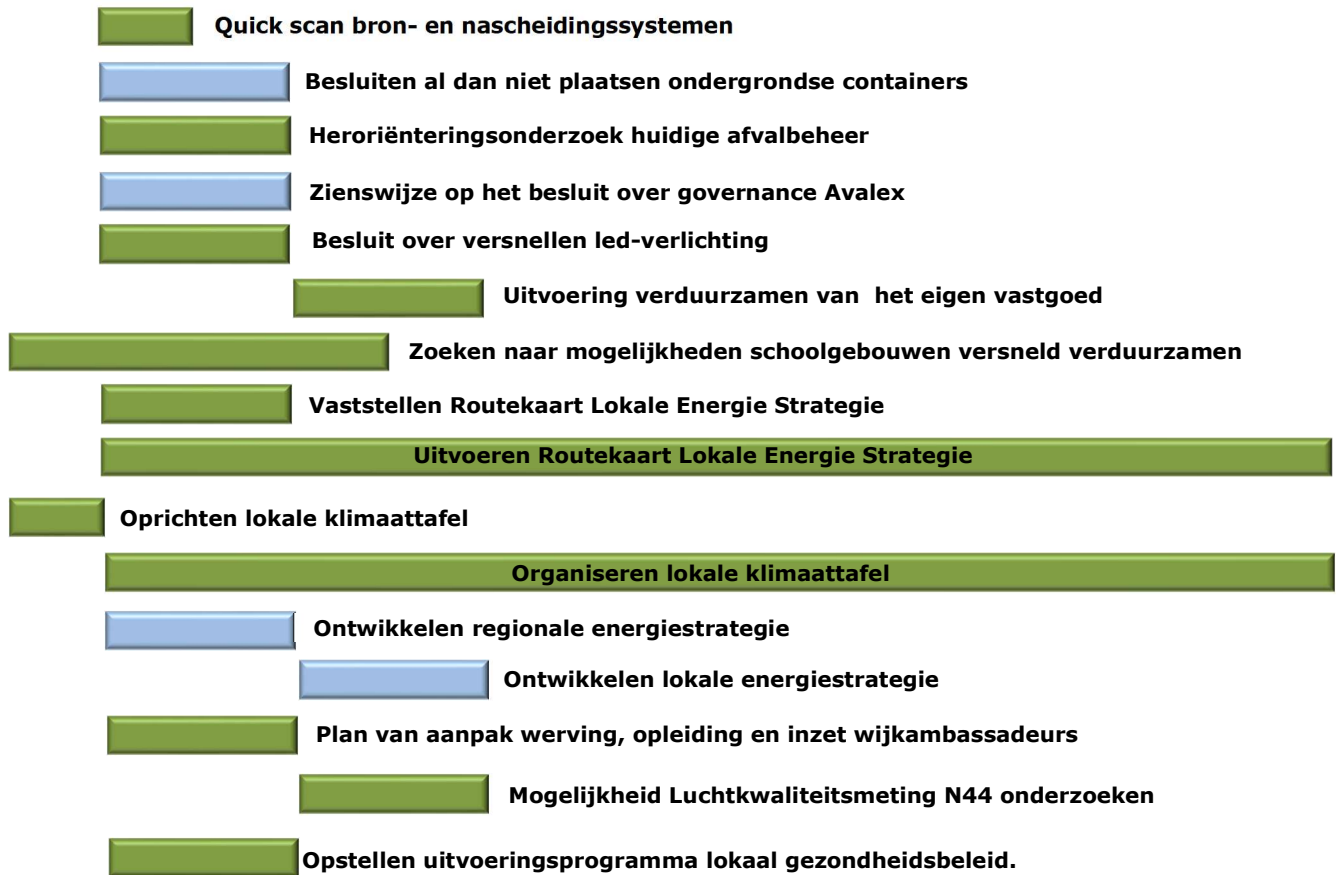 Quick scan bron- en nascheidingssystemen
Besluiten al dan niet plaatsen ondergrondse containers
Heroriënteringsonderzoek huidige afvalbeheer
Zienswijze op het besluit over governance Avalex
Besluit over versnellen led-verlichting
Uitvoering verduurzamen van het eigen vastgoed
Zoeken naar mogelijkheden schoolgebouwen versneld verduurzamen
Vaststellen Routekaart Lokale Energie Strategie
Uitvoeren Routekaart Lokale Energie Strategie
Oprichten lokale klimaattafel
Organiseren lokale klimaattafel
Ontwikkelen regionale energiestrategie
Ontwikkelen lokale energiestrategie
Plan van aanpak werving, opleiding en inzet wijkambassadeurs
Mogelijkheid Luchtkwaliteitsmeting N44 onderzoeken
Opstellen uitvoeringsprogramma lokaal gezondheidsbeleid.